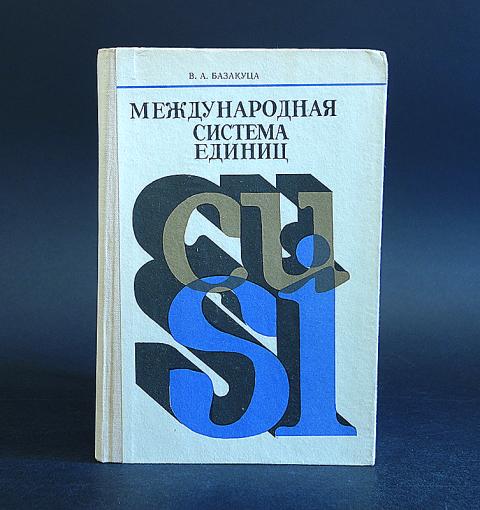 В. А. БАЗАКУЦА
МЕЖДУНАРОДНАЯ
СИСТЕМА
ЕДИНИЦ
си
si